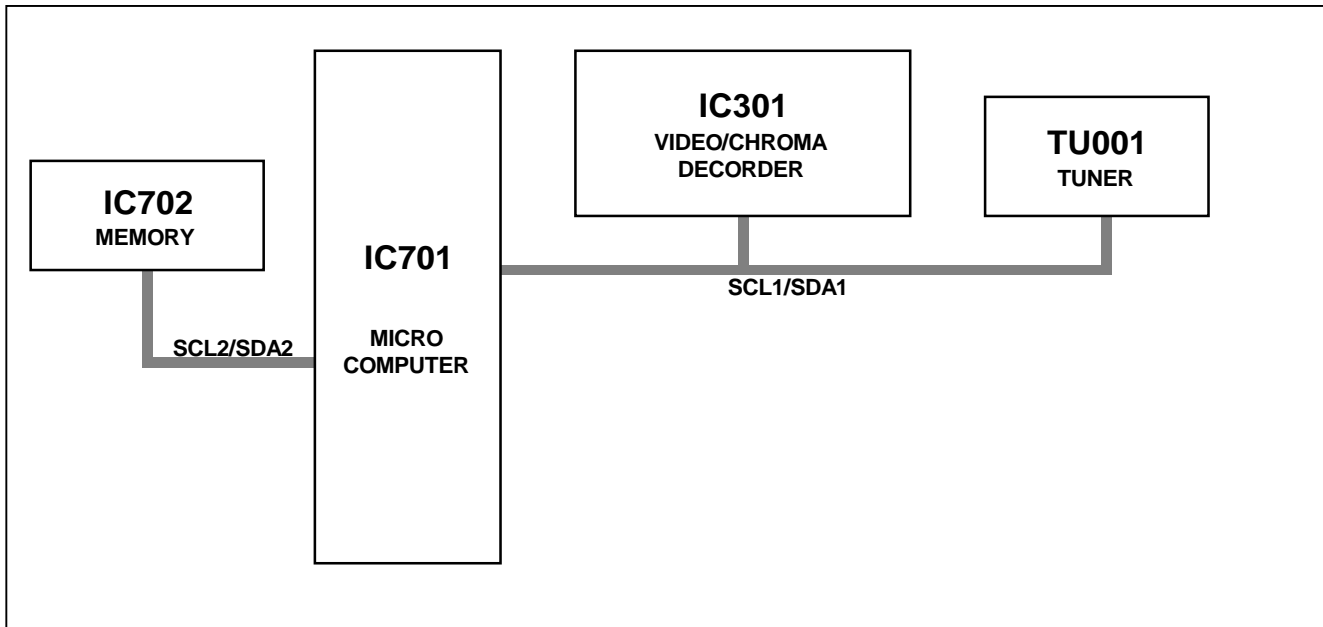 IC702
MEMORY
SCL2/SDA2
IC701
MICRO
COMPUTER
IC301
VIDEO/CHROMA
DECORDER
SCL1/SDA1
TU001
TUNER